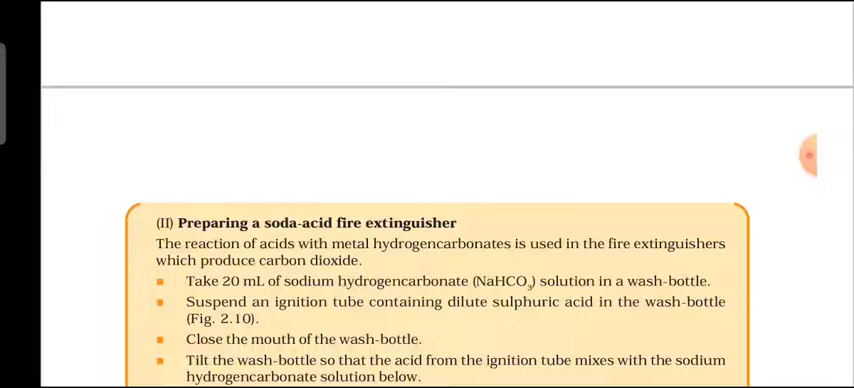 (II) Preparing a soda-acid fire extinguisher
The reaction of acids with metal hydrogencarbonates is used in the fire extinguishers
which produce carbon dioxide.
▪ Take 20 mL of sodium hydrogencarbonate (NaHCO₃) solution in a wash-bottle.
▪ Suspend an ignition tube containing dilute sulphuric acid in the wash-bottle
(Fig. 2.10).
▪ Close the mouth of the wash-bottle.
▪ Tilt the wash-bottle so that the acid from the ignition tube mixes with the sodium
hydrogencarbonate solution below.